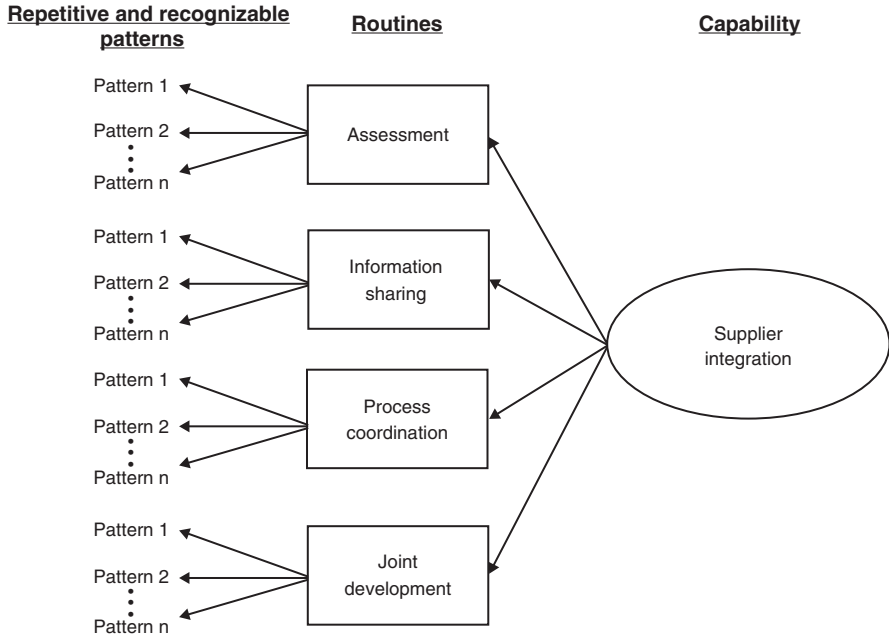 Repetitive and recognizable
patterns
Routines
Capability
Pattern 1
Pattern 2
Pattern n
Assessment
Pattern 1
Pattern 2
Pattern n
Information
sharing
Pattern 1
Pattern 2
Pattern n
Process
coordination
Pattern 1
Pattern 2
Pattern n
Joint
development
Supplier
integration